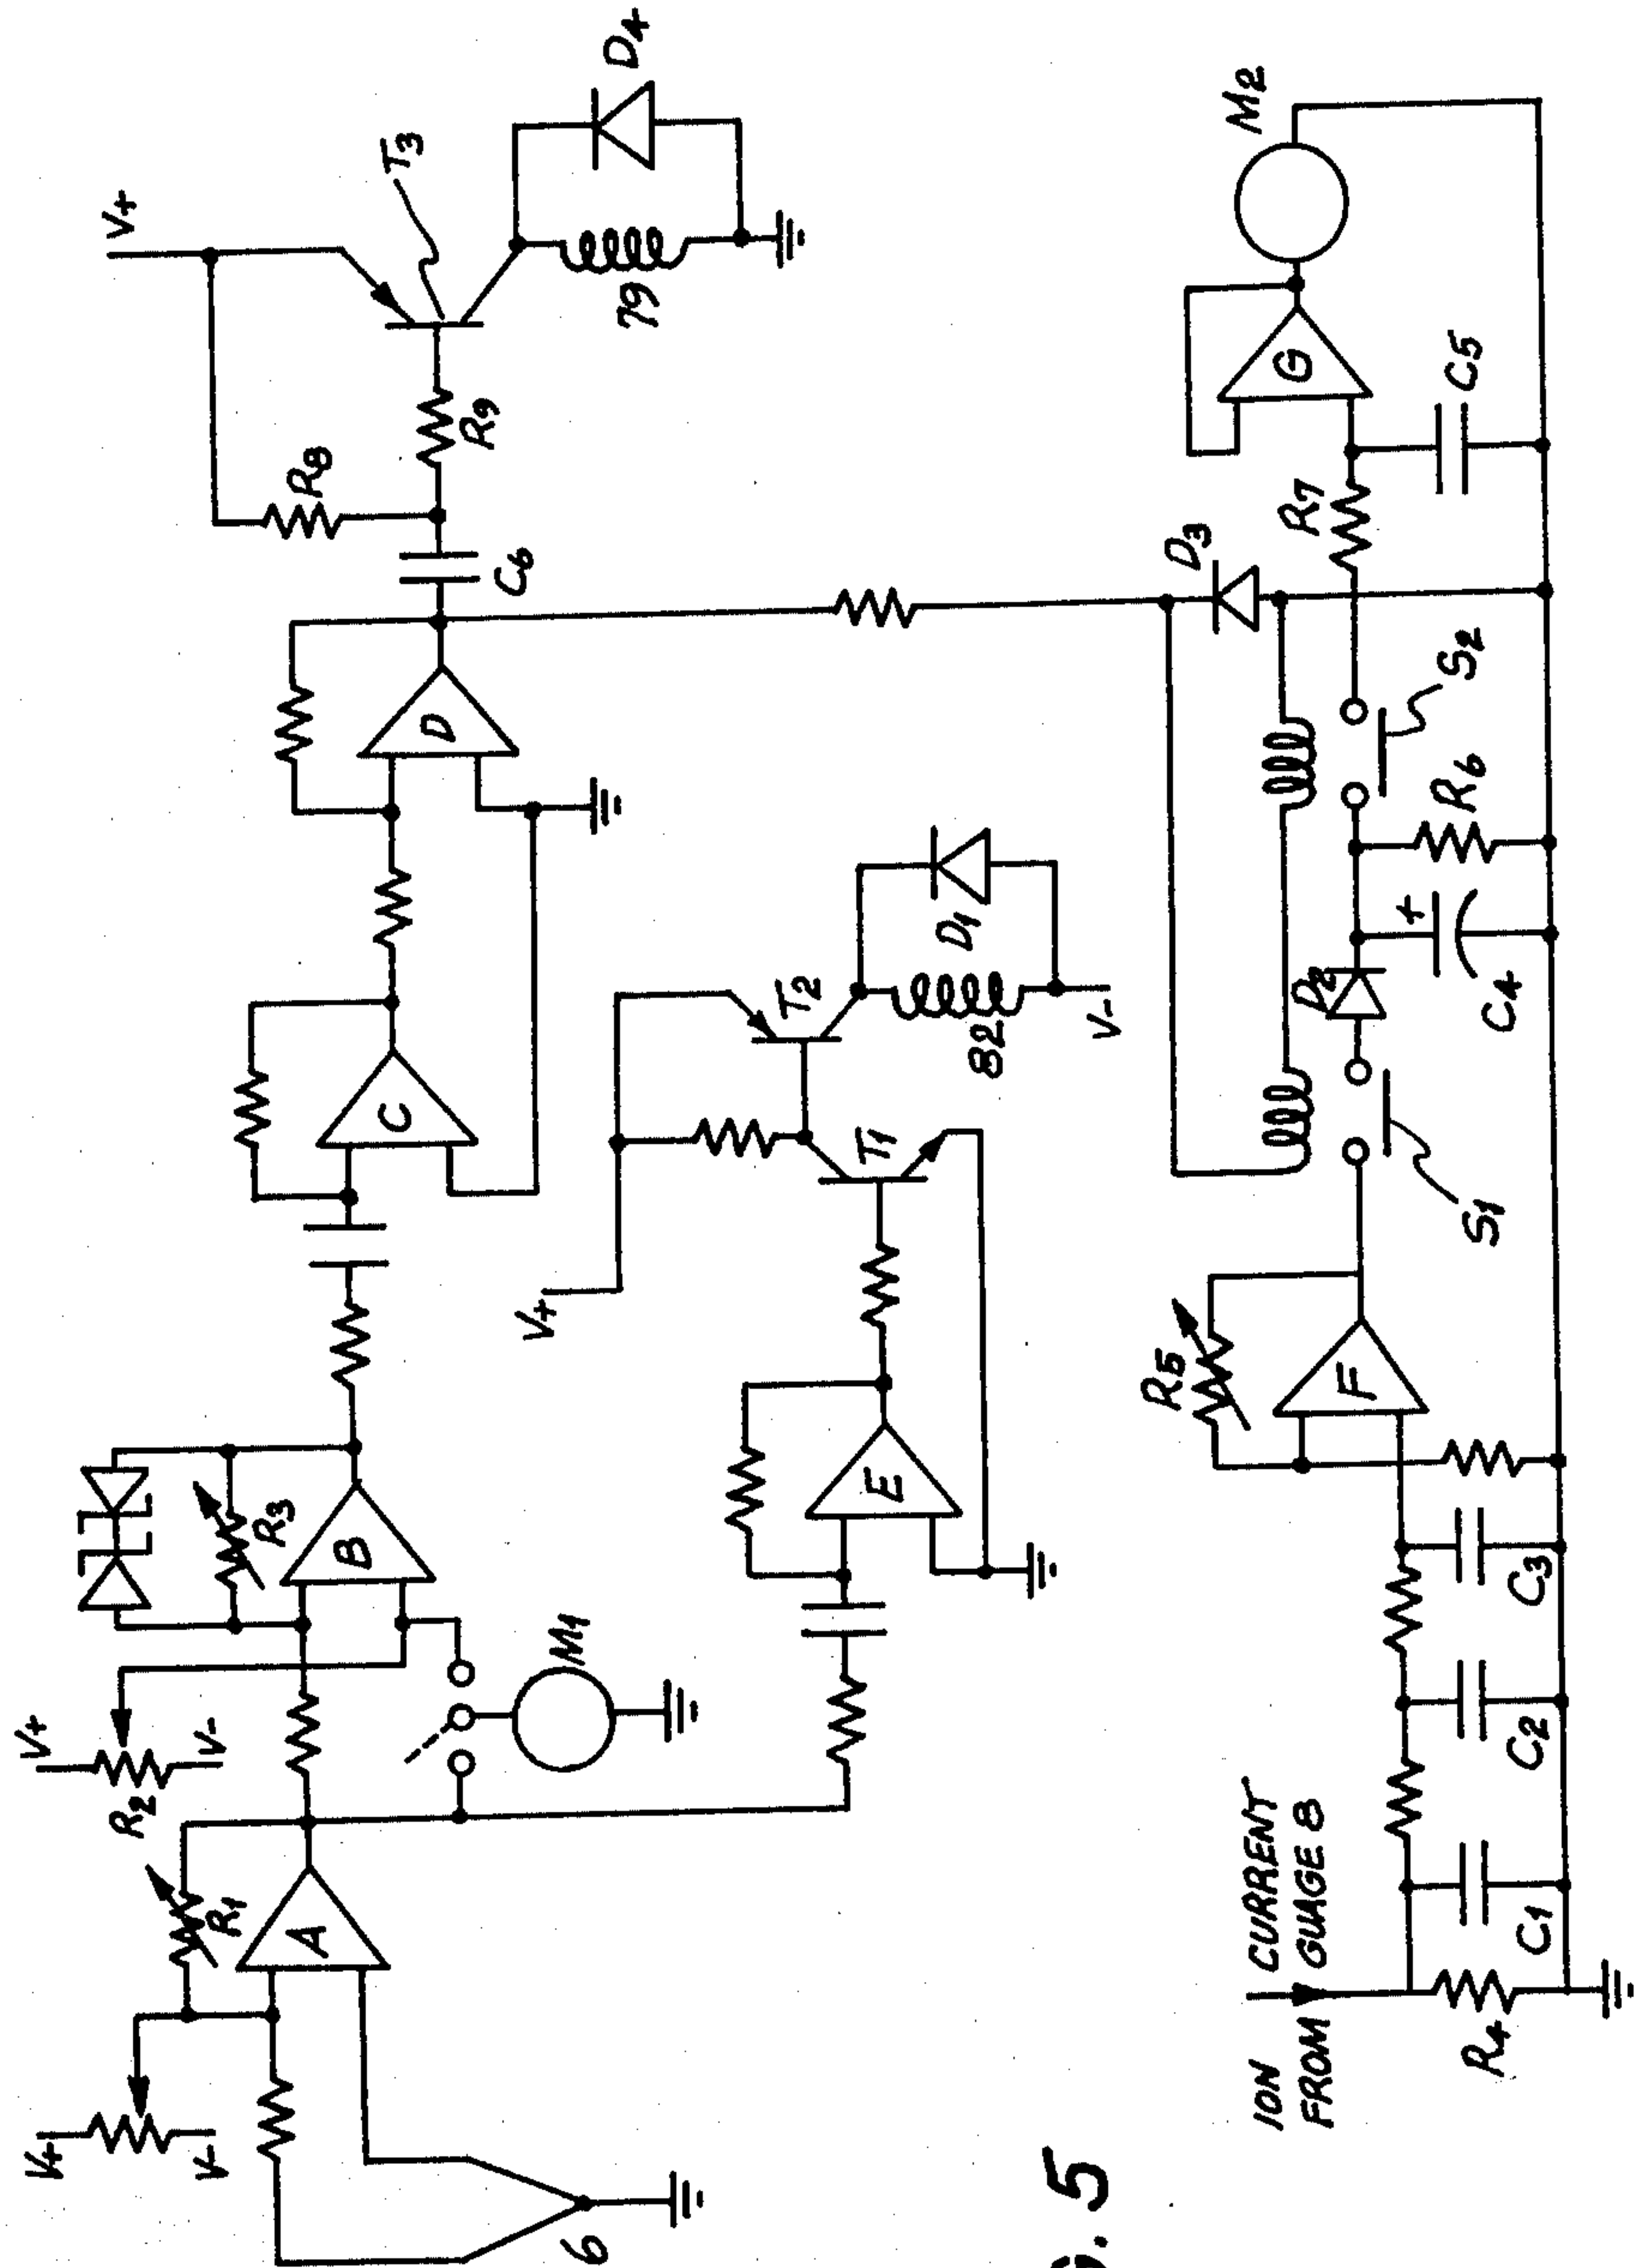 V+
V-
R1
A
6
V+
R2
V-
R3
B
M1
C
D
C6
R8
R9
V+
T3
79
D4
E
V+
T1
T2
82
D1
V-
ION CURRENT
FROM GUAGE 8
R4
C1
C2
C3
R5
F
S1
D2
+
C4
R6
S2
D3
R7
G
C5
M2
. 5